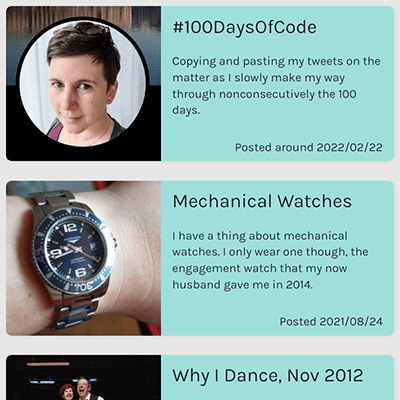 #100DaysOfCode
Copying and pasting my tweets on the
matter as I slowly make my way
through nonconsecutively the 100
days.
Posted around 2022/02/22
Mechanical Watches
I have a thing about mechanical
watches. I only wear one though, the
engagement watch that my now
husband gave me in 2014.
Posted 2021/08/24
Why I Dance, Nov 2012